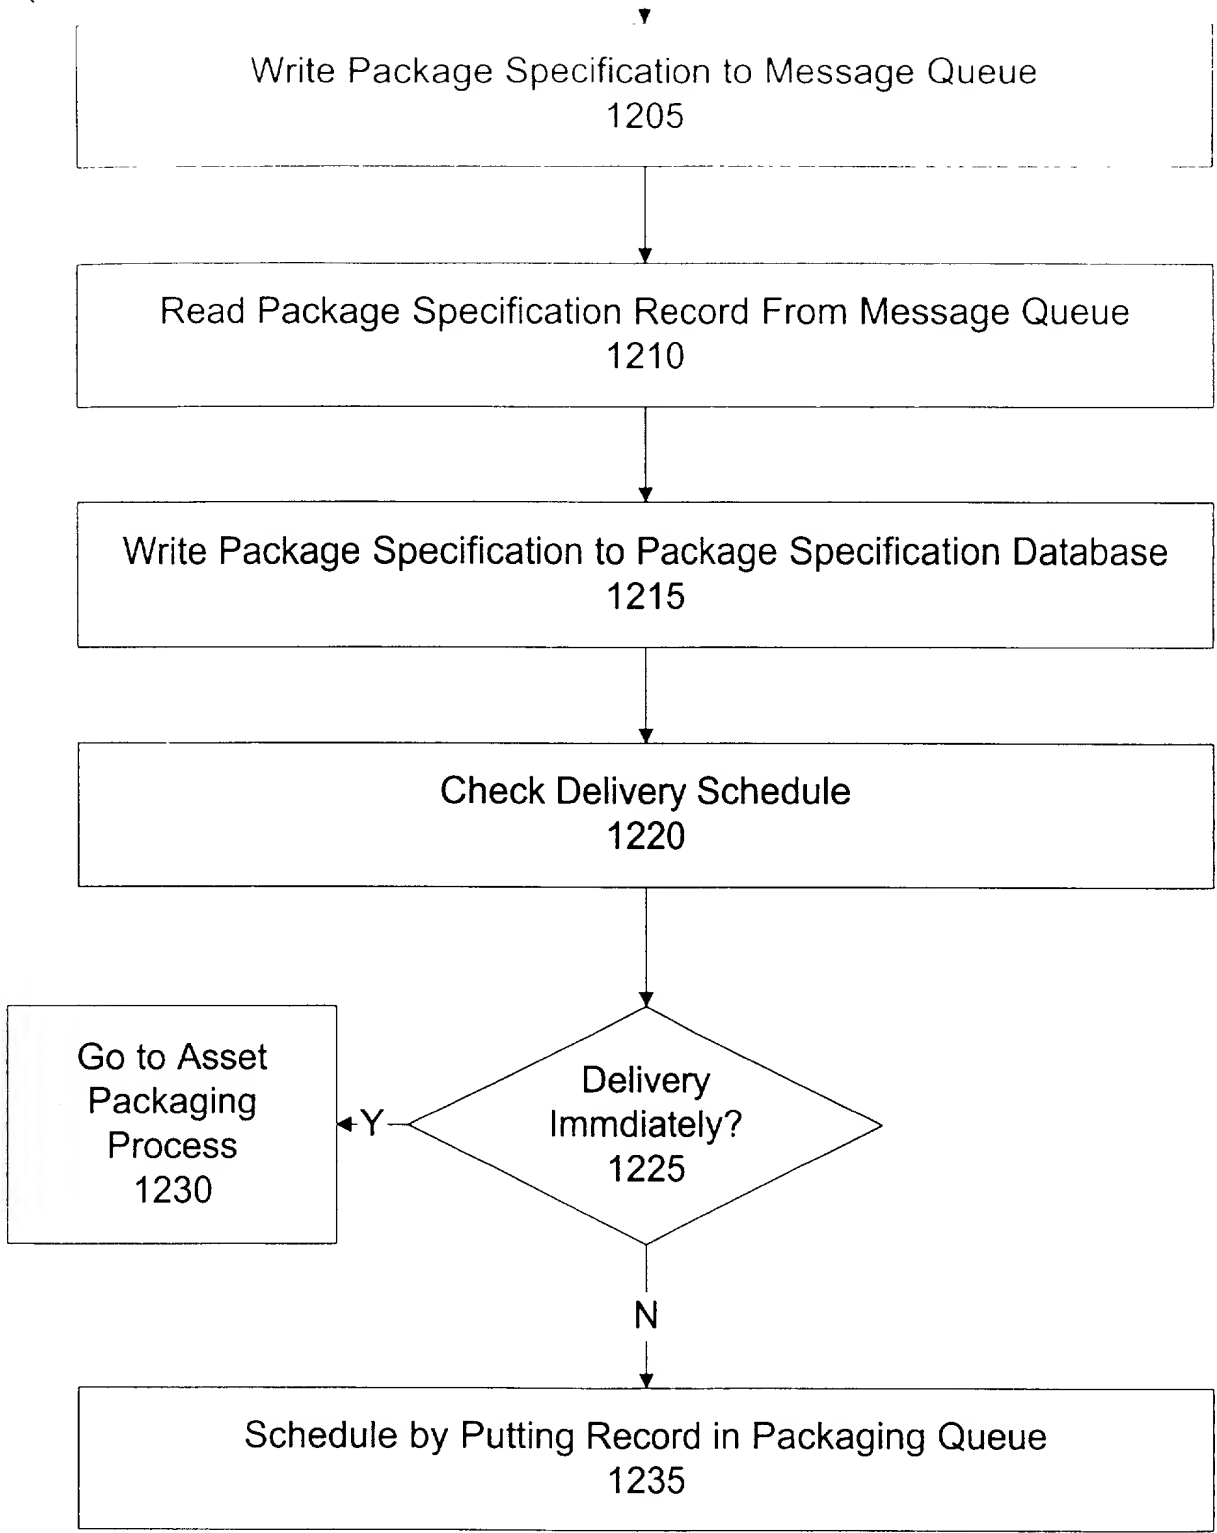 Write Package Specification to Message Queue
1205
Read Package Specification Record From Message Queue
1210
Write Package Specification to Package Specification Database
1215
Check Delivery Schedule
1220
Delivery
Immdiately?
1225
Y
Go to Asset
Packaging
Process
1230
N
Schedule by Putting Record in Packaging Queue
1235